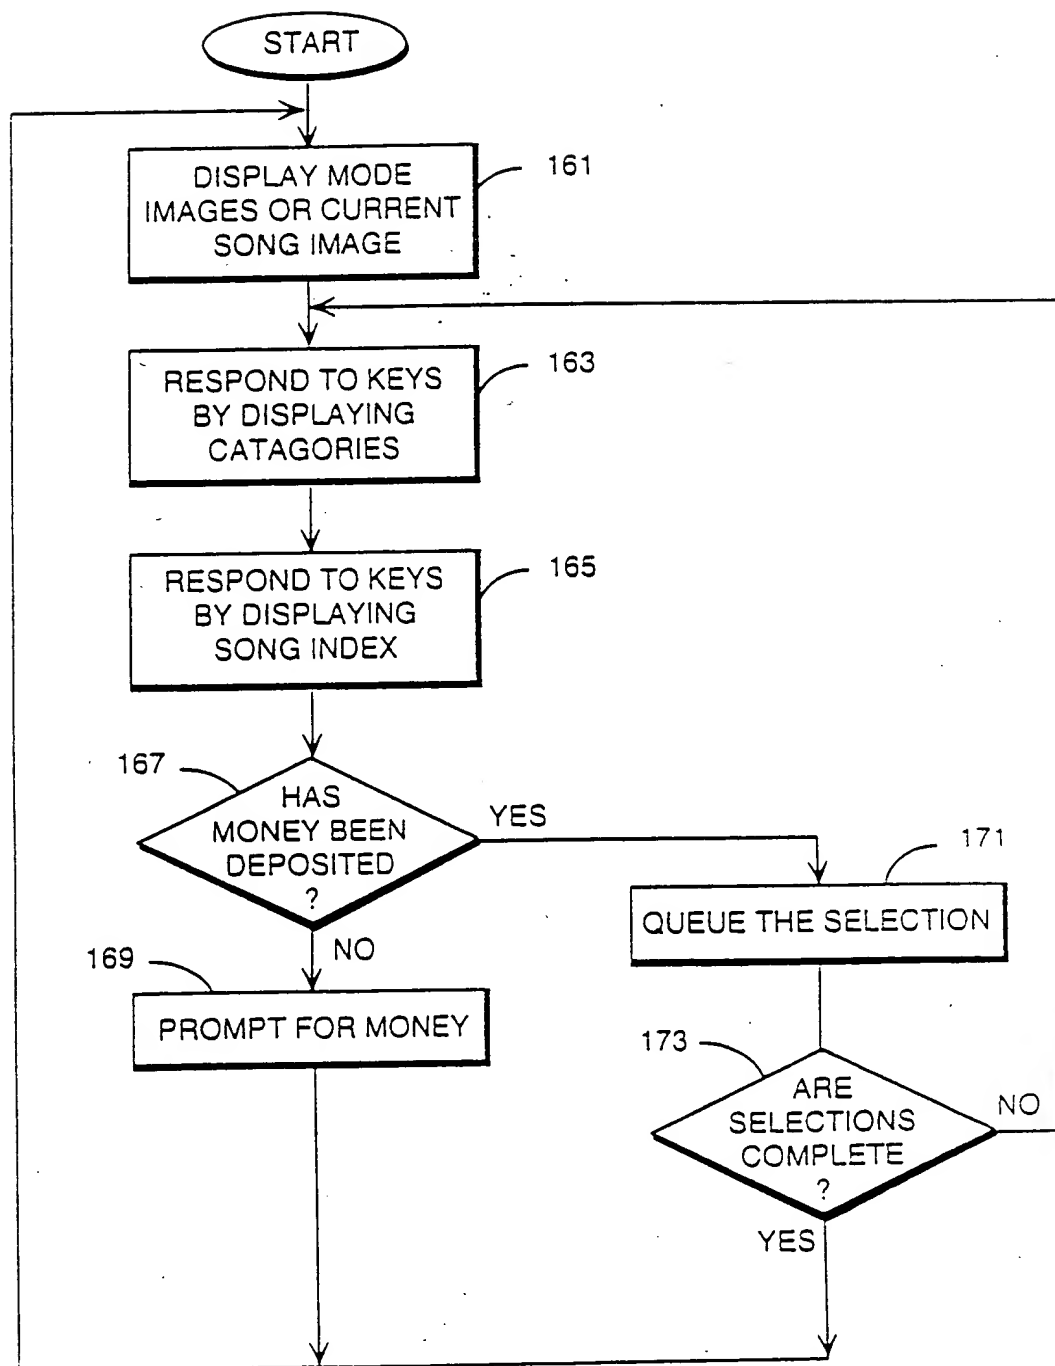 START
161
DISPLAY MODE
IMAGES OR CURRENT
SONG IMAGE
163
RESPOND TO KEYS
BY DISPLAYING
CATAGORIES
165
RESPOND TO KEYS
BY DISPLAYING
SONG INDEX
167
HAS
MONEY BEEN
DEPOSITED
?
YES
NO
171
QUEUE THE SELECTION
169
PROMPT FOR MONEY
173
ARE
SELECTIONS
COMPLETE
?
NO
YES